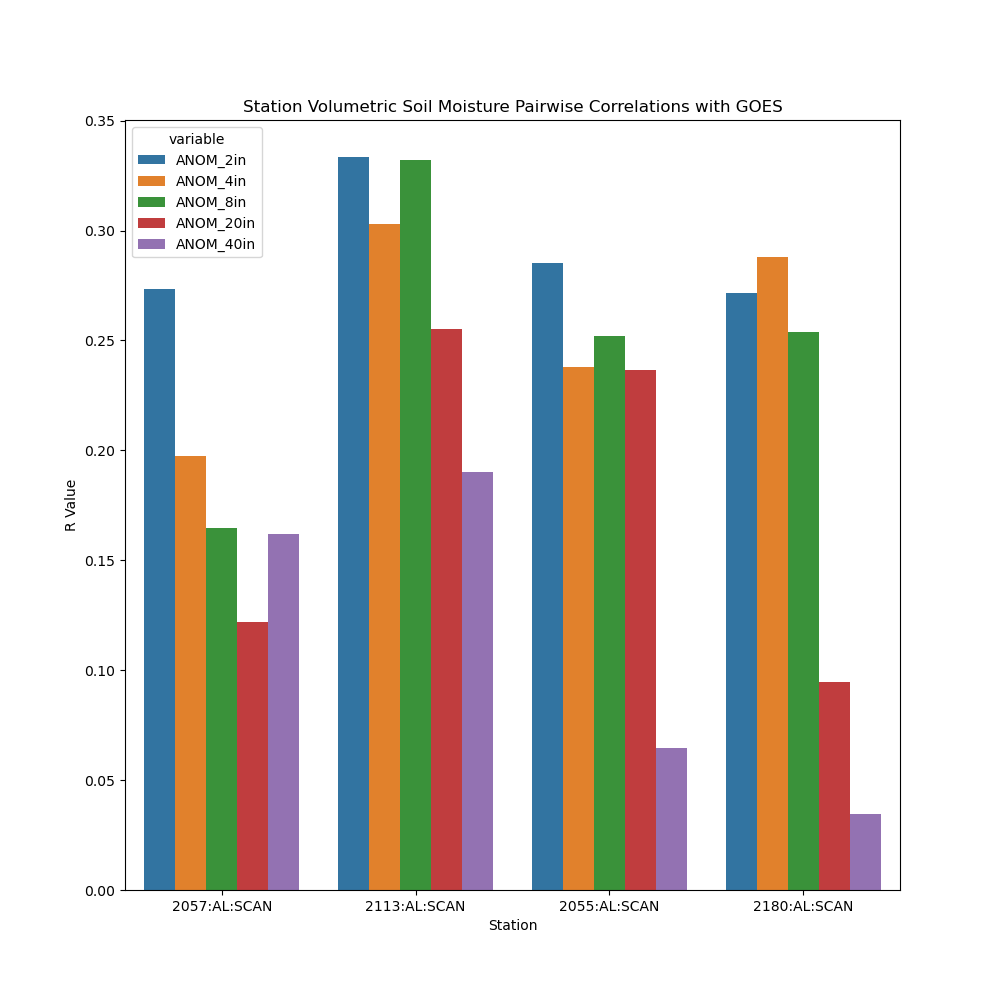 Station Volumetric Soil Moisture Pairwise Correlations with GOES
0.35
0.30
0.25
0.20
0.15
0.10
0.05
0.00
R Value
variable
ANOM_2in
ANOM_4in
ANOM_8in
ANOM_20in
ANOM_40in
2057:AL:SCAN 2113:AL:SCAN 2055:AL:SCAN 2180:AL:SCAN
Station